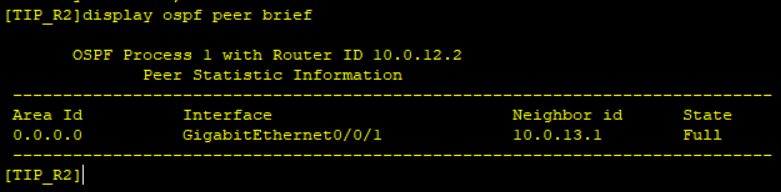 [TIP_R2]display ospf peer brief
OSPF Process 1 with Router ID 10.0.12.2
Peer Statistic Information
----------------------------------------------------------------------------
Area Id Interface Neighbor id State
0.0.0.0 GigabitEthernet0/0/1 10.0.13.1 Full
----------------------------------------------------------------------------
[TIP_R2]